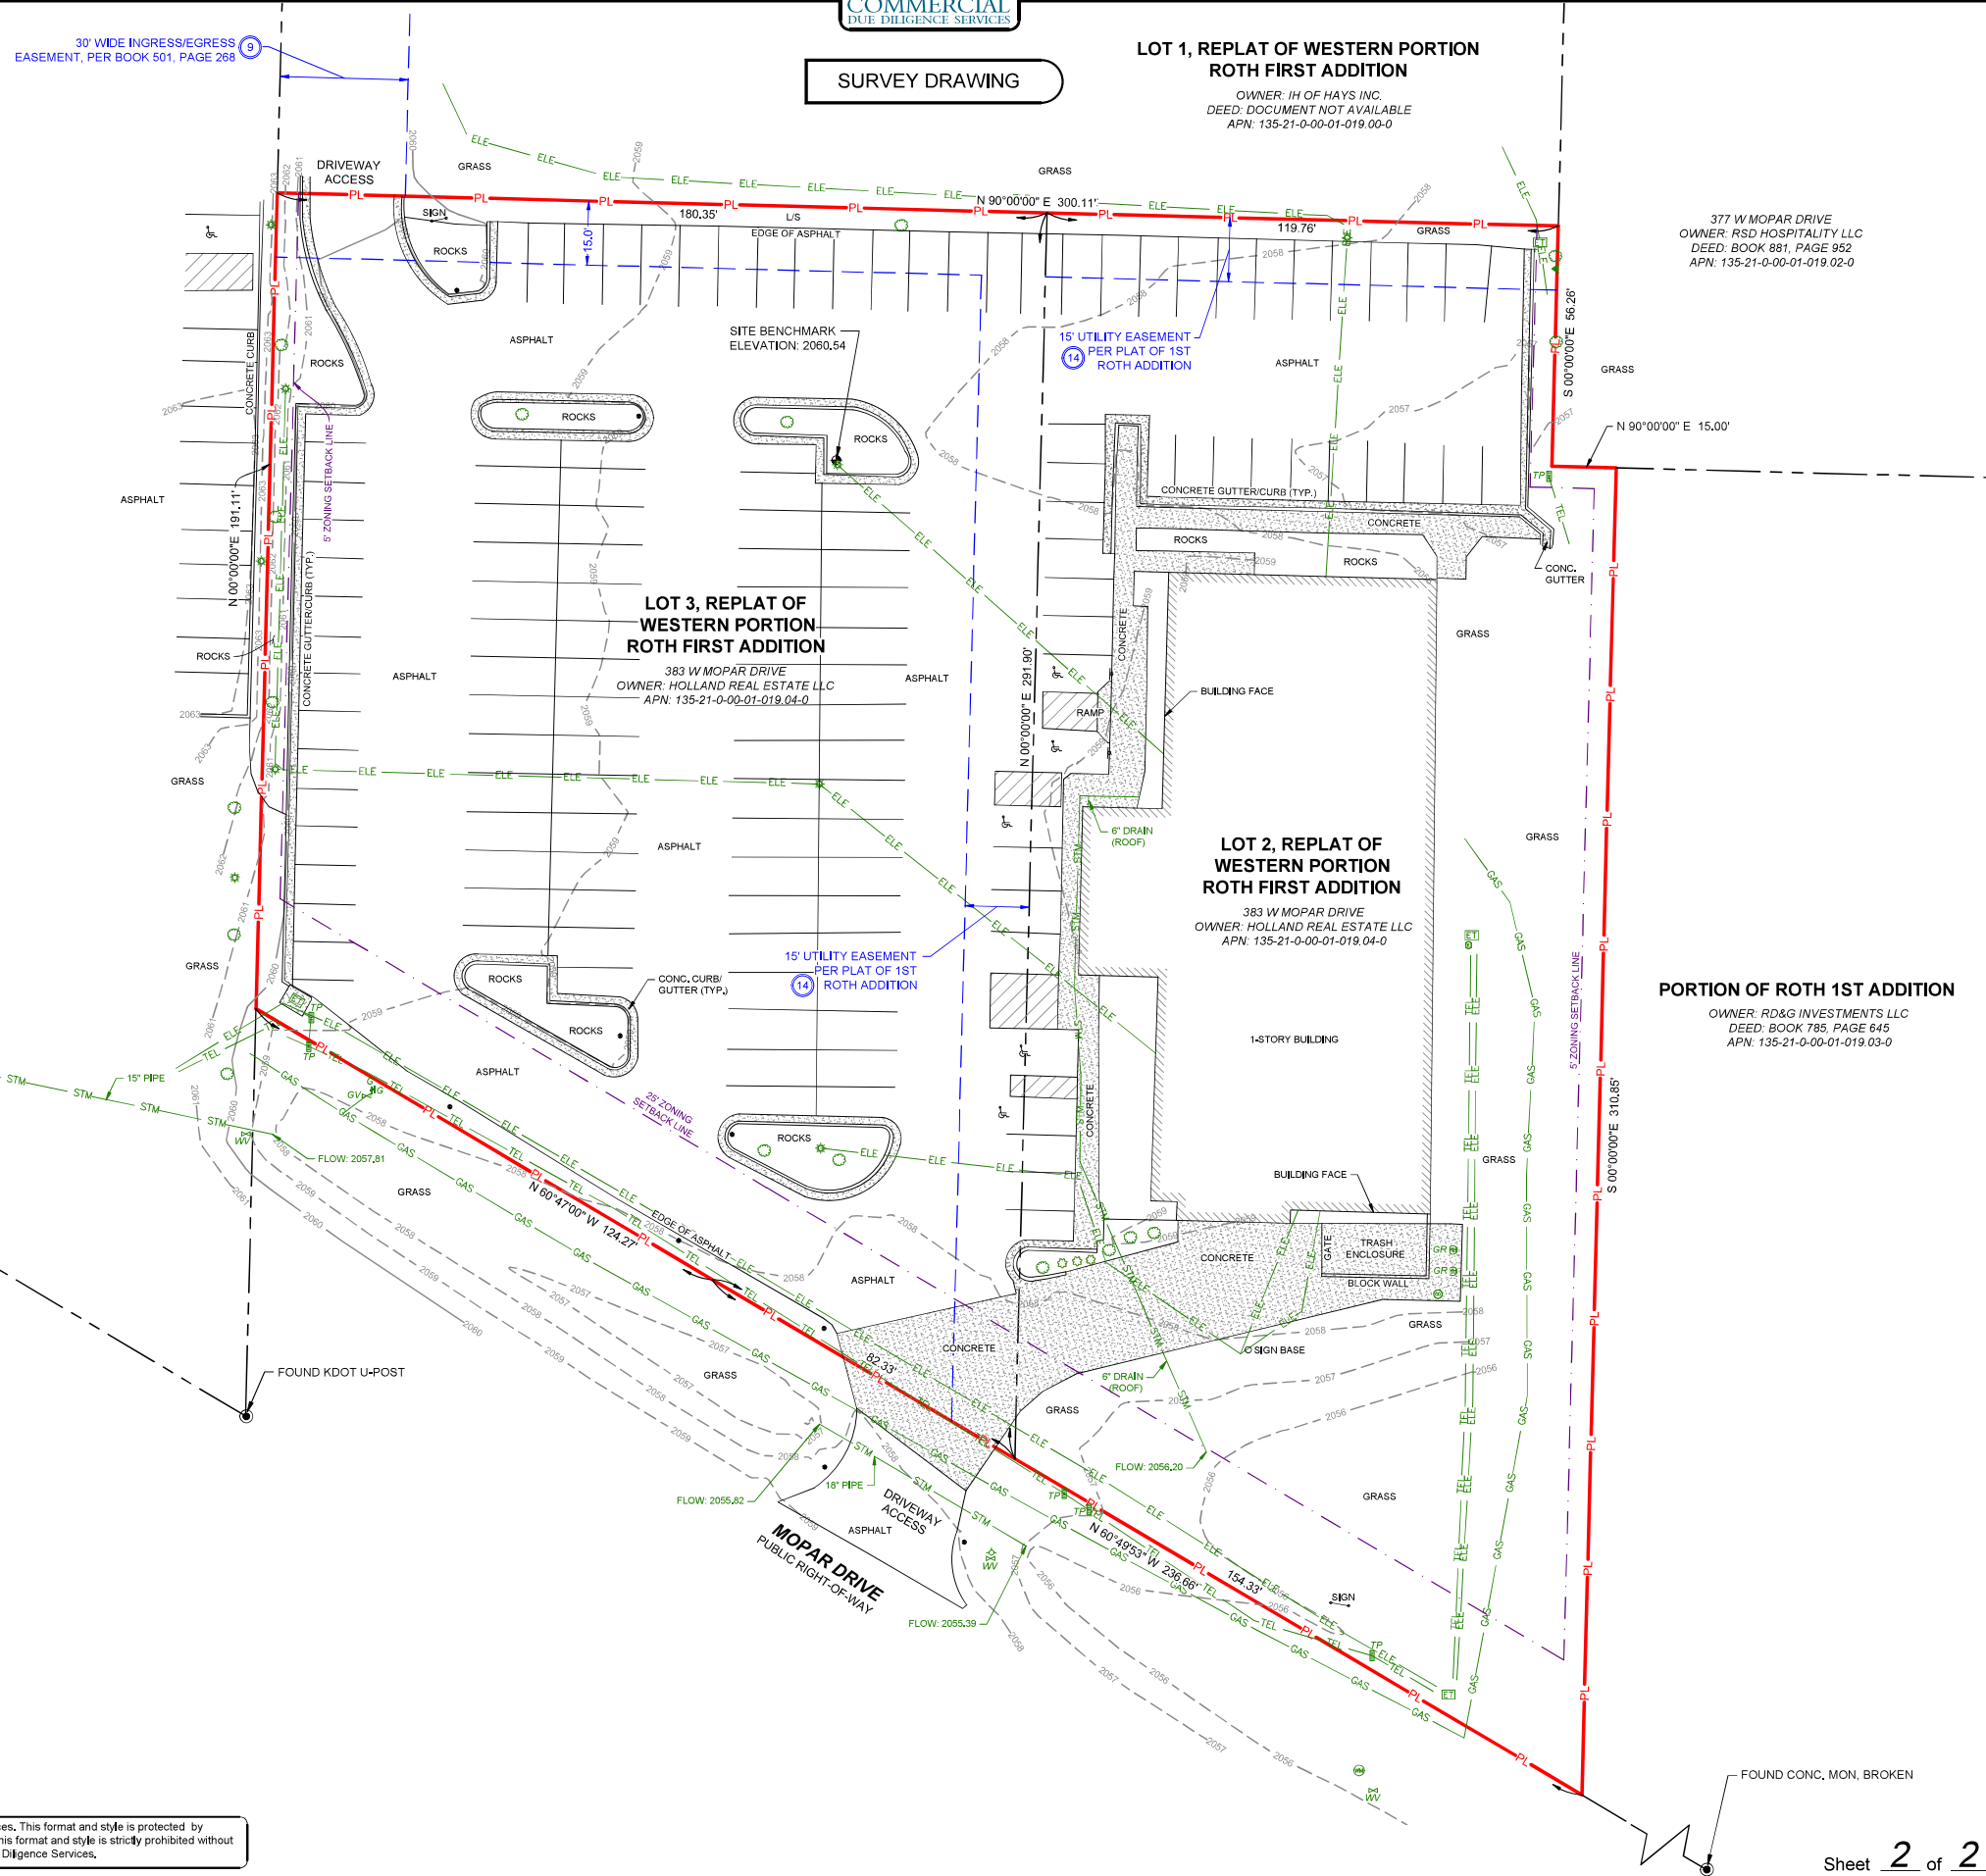 COMMERCIAL
DUE DILIGENCE SERVICES
SURVEY DRAWING
30' WIDE INGRESS/EGRESS
EASEMENT, PER BOOK 501, PAGE 268
9
LOT 1, REPLAT OF WESTERN PORTION
ROTH FIRST ADDITION
OWNER: IH OF HAYS INC.
DEED: DOCUMENT NOT AVAILABLE
APN: 135-21-0-00-01-019.00-0
377 W MOPAR DRIVE
OWNER: RSD HOSPITALITY LLC
DEED: BOOK 881, PAGE 952
APN: 135-21-0-00-01-019.02-0
DRIVEWAY
ACCESS
GRASS
GRASS
SIGN
ROCKS
180.35'
L/S
EDGE OF ASPHALT
N 90°00'00" E 300.11'
119.76'
GRASS
15.0'
S 00°00'00"E 56.26'
GRASS
N 90°00'00" E 15.00'
SITE BENCHMARK
ELEVATION: 2060.54
15' UTILITY EASEMENT
PER PLAT OF 1ST
ROTH ADDITION
14
ASPHALT
ASPHALT
ROCKS
CONCRETE CURB
5' ZONING SETBACK LINE
ROCKS
ROCKS
ASPHALT
N 00°00'00"E 191.11'
CONCRETE GUTTER/CURB (TYP.)
CONCRETE GUTTER/CURB (TYP.)
CONCRETE
ROCKS
ROCKS
CONC.
GUTTER
LOT 3, REPLAT OF
WESTERN PORTION
ROTH FIRST ADDITION
383 W MOPAR DRIVE
OWNER: HOLLAND REAL ESTATE LLC
APN: 135-21-0-00-01-019.04-0
ROCKS
ASPHALT
ASPHALT
N 00°00'00" E 291.90'
CONCRETE
GRASS
BUILDING FACE
RAMP
GRASS
6" DRAIN
(ROOF)
ASPHALT
LOT 2, REPLAT OF
WESTERN PORTION
ROTH FIRST ADDITION
383 W MOPAR DRIVE
OWNER: HOLLAND REAL ESTATE LLC
APN: 135-21-0-00-01-019.04-0
GRASS
GRASS
ROCKS
CONC. CURB/
GUTTER (TYP.)
ROCKS
15' UTILITY EASEMENT
PER PLAT OF 1ST
ROTH ADDITION
14
1-STORY BUILDING
5' ZONING SETBACK LINE
PORTION OF ROTH 1ST ADDITION
OWNER: RD&G INVESTMENTS LLC
DEED: BOOK 785, PAGE 645
APN: 135-21-0-00-01-019.03-0
S 00°00'00"E 310.85'
15" PIPE
ASPHALT
25' ZONING
SETBACK LINE
ROCKS
CONCRETE
FLOW: 2057.81
GRASS
N 60°47'00" W 124.27'
EDGE OF ASPHALT
BUILDING FACE
GRASS
CONCRETE
GATE
TRASH
ENCLOSURE
BLOCK WALL
GR
GR
ASPHALT
CONCRETE
82.33'
SIGN BASE
GRASS
6" DRAIN
(ROOF)
GRASS
GRASS
FOUND KDOT U-POST
FLOW: 2056.20
FLOW: 2055.82
18" PIPE
DRIVEWAY
ACCESS
ASPHALT
MOPAR DRIVE
PUBLIC RIGHT-OF-WAY
GRASS
N 60°49'53" W 236.66'
154.33'
SIGN
FLOW: 2055.39
FOUND CONC. MON, BROKEN
ces. This format and style is protected by
his format and style is strictly prohibited without
Diligence Services.
Sheet 2 of 2